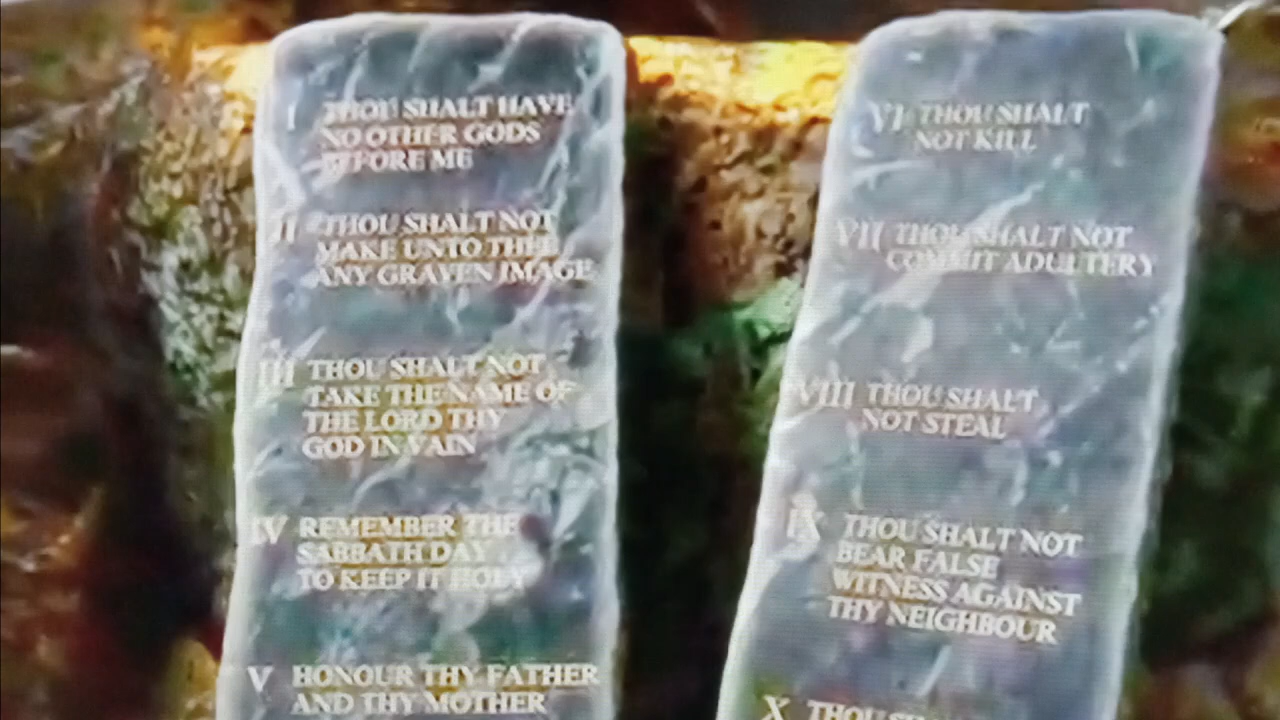 I THOU SHALT HAVE
NO OTHER GODS
BEFORE ME
II THOU SHALT NOT
MAKE UNTO THEE
ANY GRAVEN IMAGE
III THOU SHALT NOT
TAKE THE NAME OF
THE LORD THY
GOD IN VAIN
IV REMEMBER THE
SABBATH DAY
TO KEEP IT HOLY
V HONOUR THY FATHER
AND THY MOTHER
VI THOU SHALT
NOT KILL
VII THOU SHALT NOT
COMMIT ADULTERY
VIII THOU SHALT
NOT STEAL
IX THOU SHALT NOT
BEAR FALSE
WITNESS AGAINST
THY NEIGHBOUR
X THOU